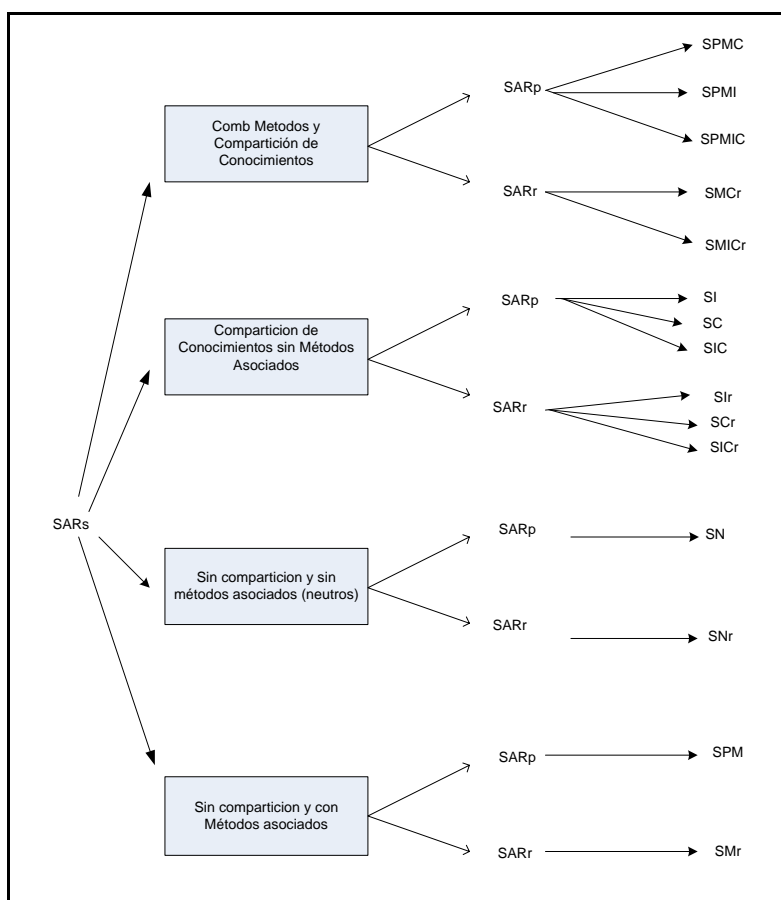 SPMC
SARp
SPMI
Comb Metodos y
Compartición de
Conocimientos
SPMIC
SARr
SMCr
SMICr
SARp
SI
SC
SIC
Comparticion de
Conocimientos sin Métodos
Asociados
SARr
SIr
SCr
SICr
SARs
SARp
SN
Sin comparticion y sin
métodos asociados (neutros)
SARr
SNr
SARp
SPM
Sin comparticion y con
Métodos asociados
SARr
SMr